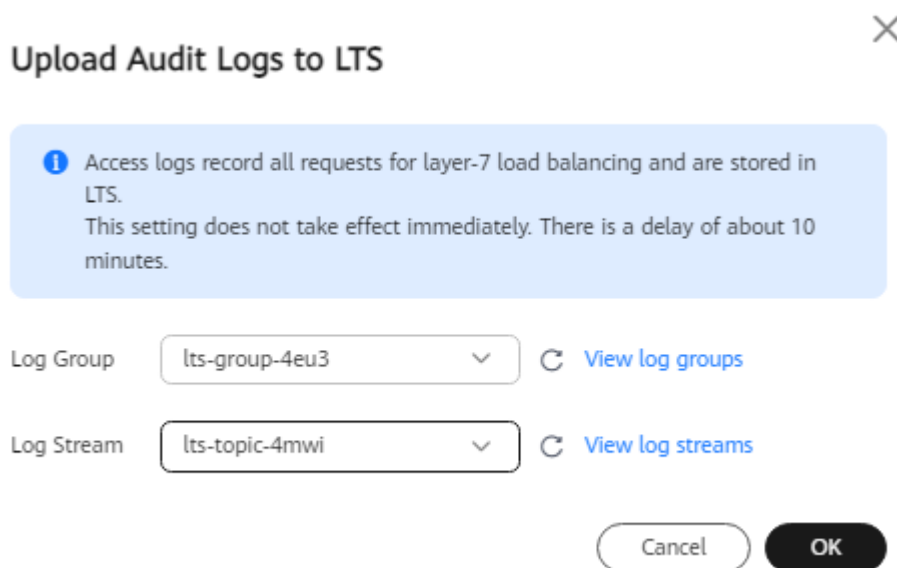 Upload Audit Logs to LTS
Access logs record all requests for layer-7 load balancing and are stored in
LTS.
This setting does not take effect immediately. There is a delay of about 10
minutes.
Log Group lts-group-4eu3 View log groups
Log Stream lts-topic-4mwi View log streams
Cancel OK